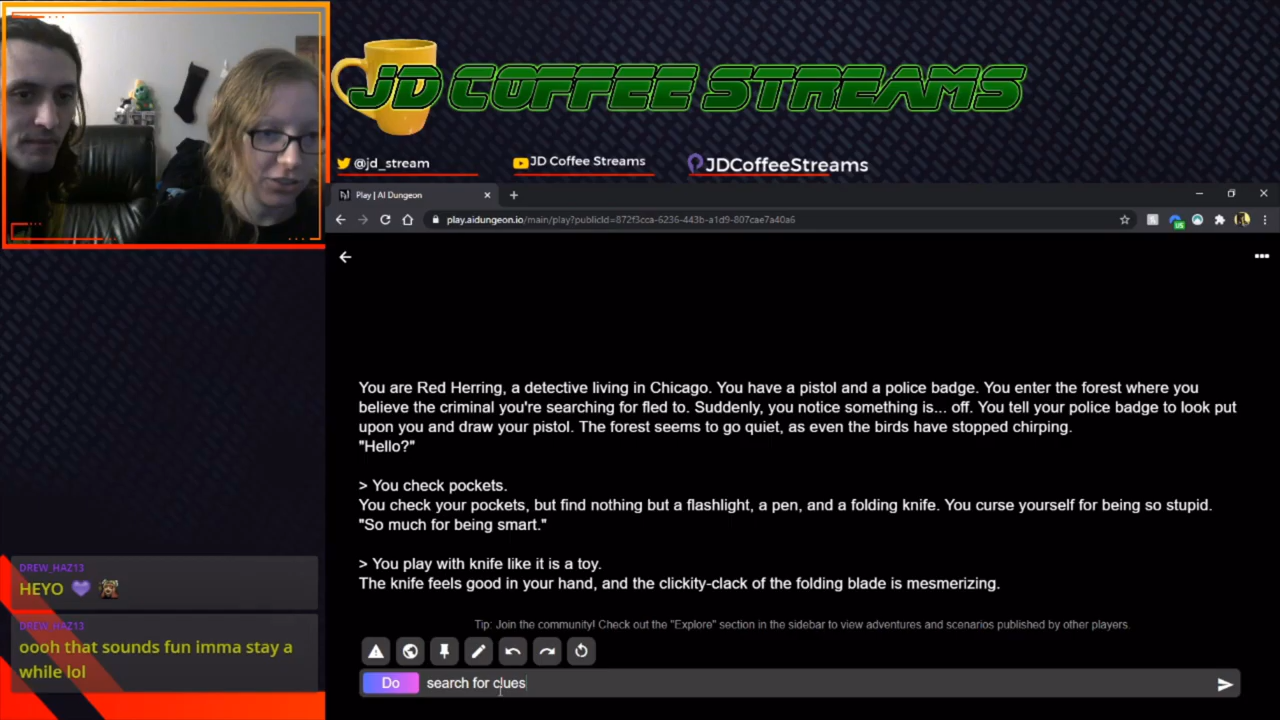 JD COFFEE STREAMS
@jd_stream
JD Coffee Streams
JDCoffeeStreams
Play | AI Dungeon
play.aidungeon.io/main/play?publicId=872f3cca-6236-443b-a1d9-807cae7a40a6
You are Red Herring, a detective living in Chicago. You have a pistol and a police badge. You enter the forest where you
believe the criminal you're searching for fled to. Suddenly, you notice something is... off. You tell your police badge to look put
upon you and draw your pistol. The forest seems to go quiet, as even the birds have stopped chirping.
"Hello?"
> You check pockets.
You check your pockets, but find nothing but a flashlight, a pen, and a folding knife. You curse yourself for being so stupid.
"So much for being smart."
> You play with knife like it is a toy.
The knife feels good in your hand, and the clickity-clack of the folding blade is mesmerizing.
Tip: Join the community! Check out the "Explore" section in the sidebar to view adventures and scenarios published by other players.
Do search for clues
DREW_HAZ13
HEYO
DREW_HAZ13
oooh that sounds fun imma stay a
while lol